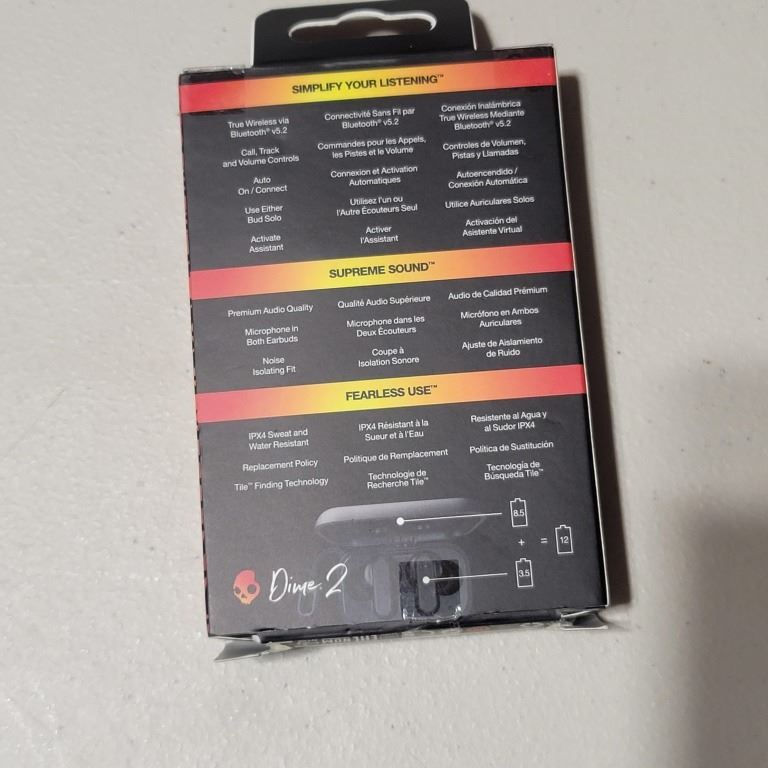 SIMPLIFY YOUR LISTENING™
True Wireless via
Bluetooth® v5.2
Call, Track
and Volume Controls
Auto
On / Connect
Use Either
Bud Solo
Activate
Assistant
Connectivité Sans Fil par
Bluetooth® v5.2
Commandes pour les Appels,
les Pistes et le Volume
Connexion et Activation
Automatiques
Utilisez l'un ou
l'Autre Écouteurs Seul
Activer
l'Assistant
Conexión Inalámbrica
True Wireless Mediante
Bluetooth® v5.2
Controles de Volumen,
Pistas y Llamadas
Autoencendido /
Conexión Automática
Utilice Auriculares Solos
Activación del
Asistente Virtual
SUPREME SOUND™
Premium Audio Quality
Microphone in
Both Earbuds
Noise
Isolating Fit
Qualité Audio Supérieure
Microphone dans les
Deux Écouteurs
Coupe à
Isolation Sonore
Audio de Calidad Prémium
Micrófono en Ambos
Auriculares
Ajuste de Aislamiento
de Ruido
FEARLESS USE™
IPX4 Sweat and
Water Resistant
Replacement Policy
Tile™ Finding Technology
IPX4 Résistant à la
Sueur et à l'Eau
Politique de Remplacement
Technologie de
Recherche Tile™
Resistente al Agua y
al Sudor IPX4
Política de Sustitución
Tecnología de
Búsqueda Tile™
8.5
+ = 12
3.5
Dime. 2